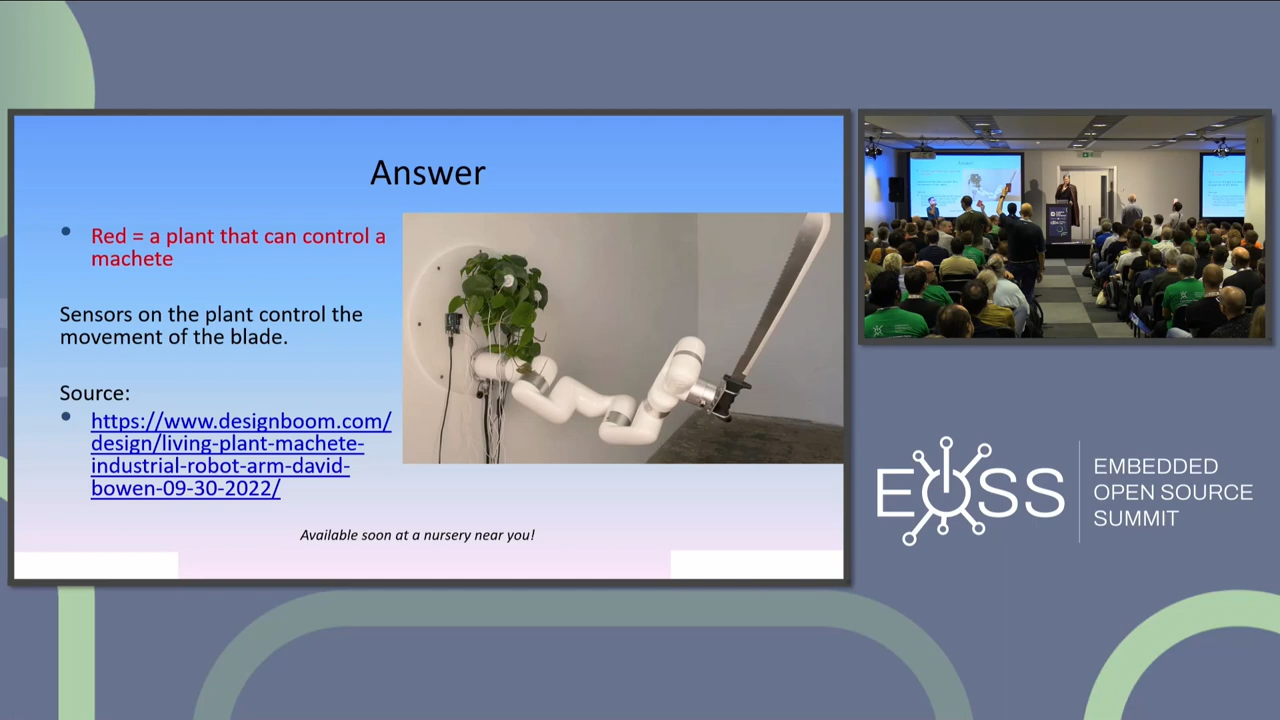 Answer
Red = a plant that can control a
machete
Sensors on the plant control the
movement of the blade.
Source:
https://www.designboom.com/
design/living-plant-machete-
industrial-robot-arm-david-
bowen-09-30-2022/
Available soon at a nursery near you!
EOSS
EMBEDDED
OPEN SOURCE
SUMMIT